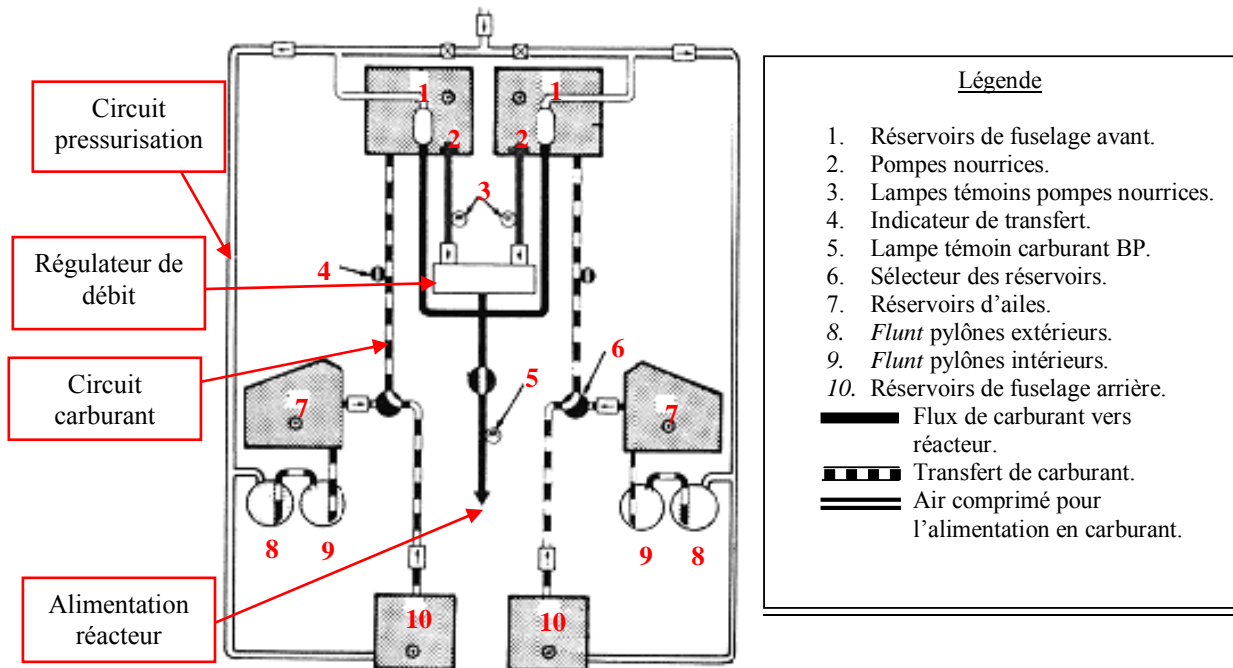 Circuit
pressurisation
Régulateur de
débit
Circuit
carburant
Alimentation
réacteur
1
1
2
2
3
4
6
5
7
7
8
9
9
8
10
10
Légende
1. Réservoirs de fuselage avant.
2. Pompes nourrices.
3. Lampes témoins pompes nourrices.
4. Indicateur de transfert.
5. Lampe témoin carburant BP.
6. Sélecteur des réservoirs.
7. Réservoirs d’ailes.
8. Flunt pylônes extérieurs.
9. Flunt pylônes intérieurs.
10. Réservoirs de fuselage arrière.
Flux de carburant vers
réacteur.
Transfert de carburant.
Air comprimé pour
l’alimentation en carburant.